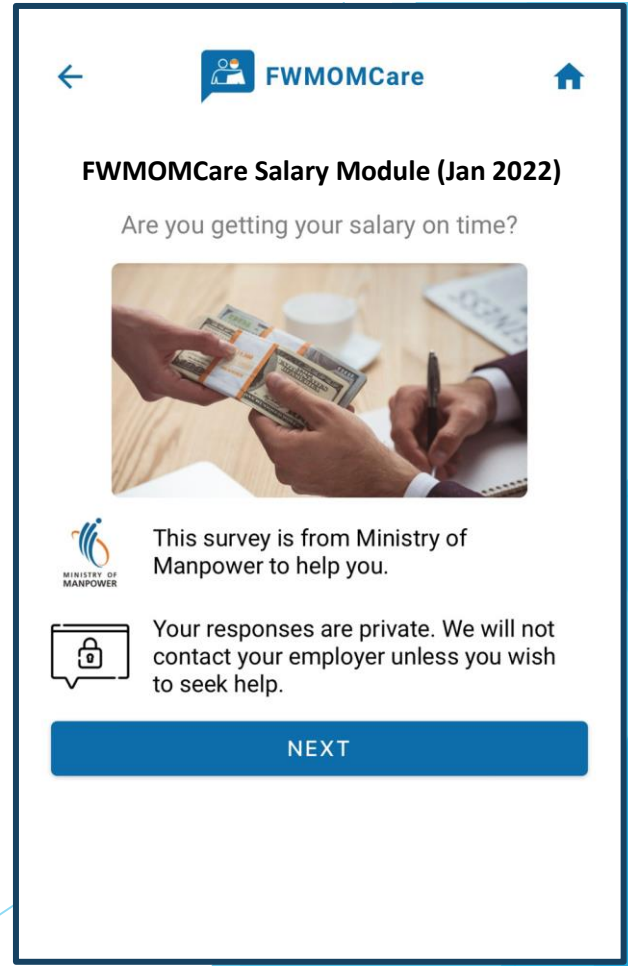 FWMOMCare
FWMOMCare Salary Module (Jan 2022)
Are you getting your salary on time?
MINISTRY OF
MANPOWER
This survey is from Ministry of
Manpower to help you.
Your responses are private. We will not
contact your employer unless you wish
to seek help.
NEXT